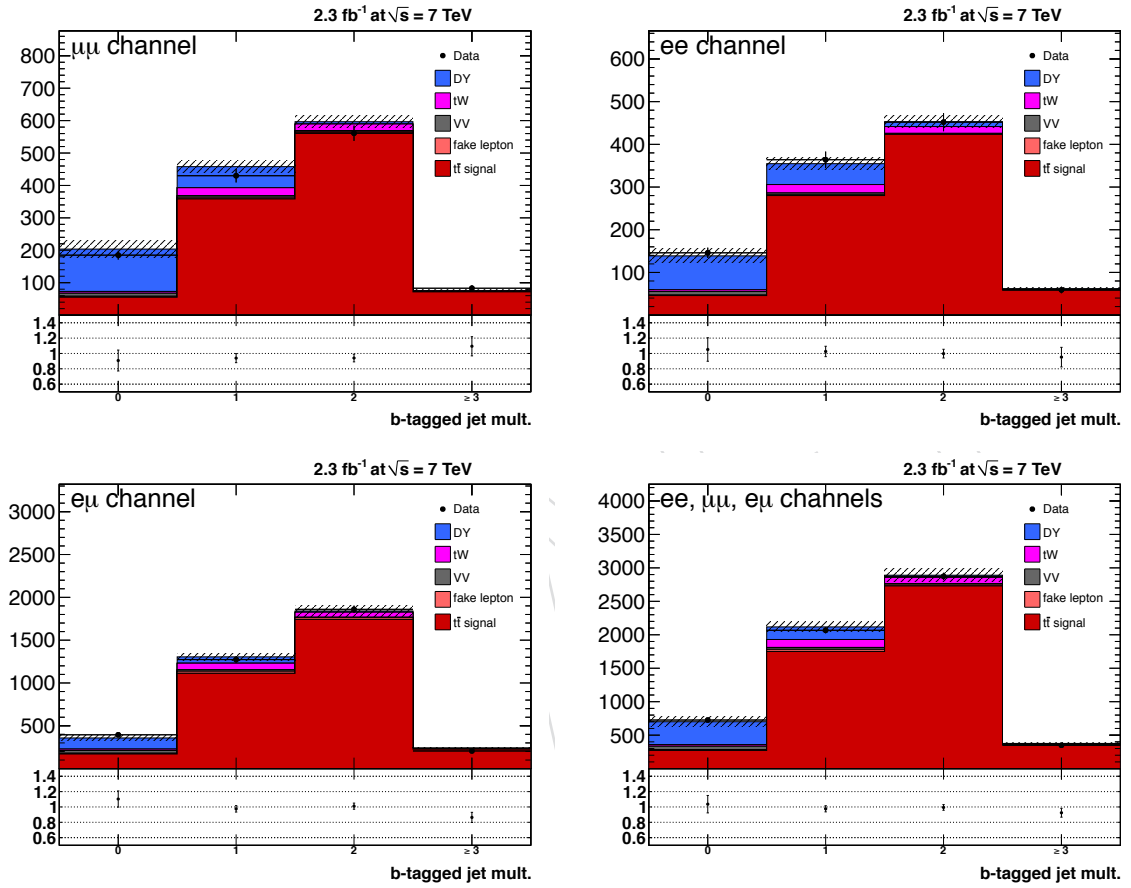 2.3 fb⁻¹ at √s = 7 TeV
μμ channel
Data
DY
tW
VV
fake lepton
tt̄ signal
800
700
600
500
400
300
200
100
1.4
1.2
1
0.8
0.6
0 1 2 ≥ 3
b-tagged jet mult.
2.3 fb⁻¹ at √s = 7 TeV
ee channel
Data
DY
tW
VV
fake lepton
tt̄ signal
600
500
400
300
200
100
1.4
1.2
1
0.8
0.6
0 1 2 ≥ 3
b-tagged jet mult.
2.3 fb⁻¹ at √s = 7 TeV
eμ channel
Data
DY
tW
VV
fake lepton
tt̄ signal
3000
2500
2000
1500
1000
500
1.4
1.2
1
0.8
0.6
0 1 2 ≥ 3
b-tagged jet mult.
2.3 fb⁻¹ at √s = 7 TeV
ee, μμ, eμ channels
Data
DY
tW
VV
fake lepton
tt̄ signal
4000
3500
3000
2500
2000
1500
1000
500
1.4
1.2
1
0.8
0.6
0 1 2 ≥ 3
b-tagged jet mult.